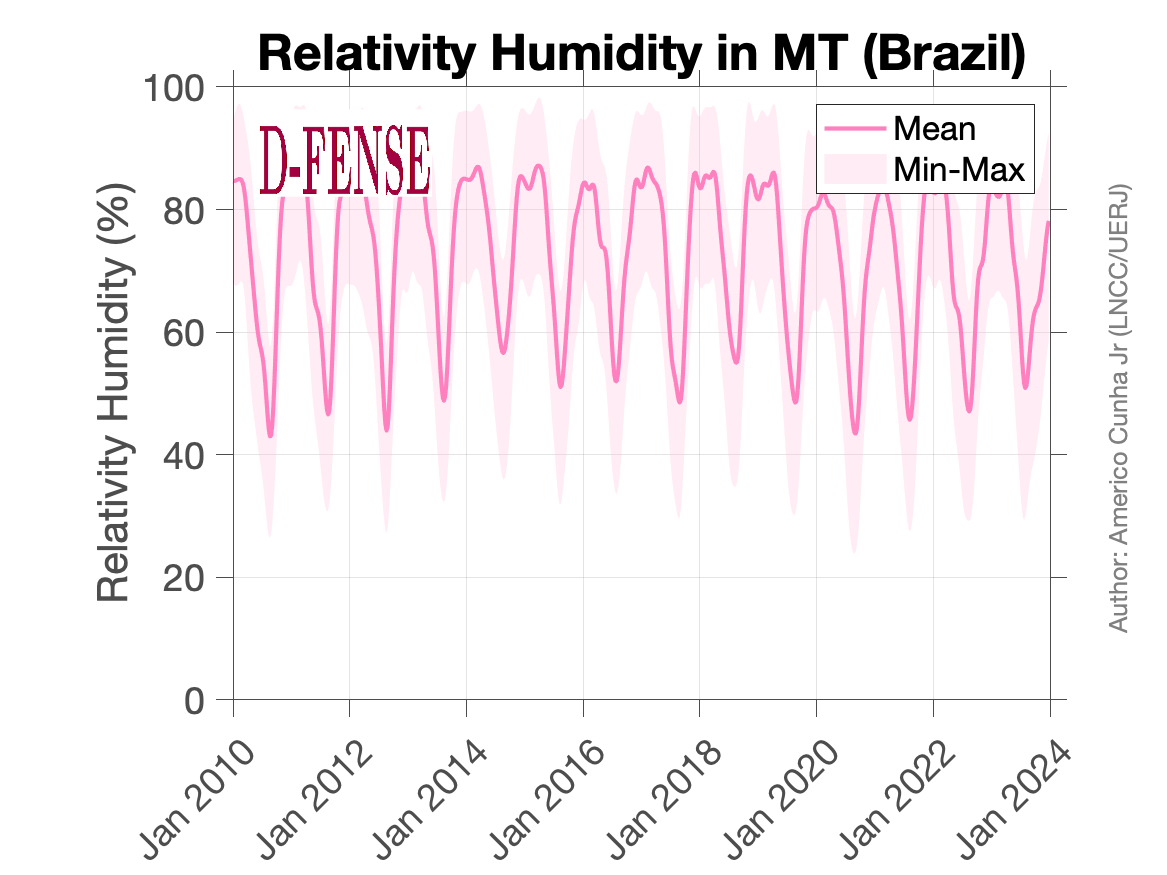 Relativity Humidity in MT (Brazil)
D-FENSE
Mean
Min-Max
Relativity Humidity (%)
100
80
60
40
20
0
Jan 2010
Jan 2012
Jan 2014
Jan 2016
Jan 2018
Jan 2020
Jan 2022
Jan 2024
Author: Americo Cunha Jr (LNCC/UERJ)